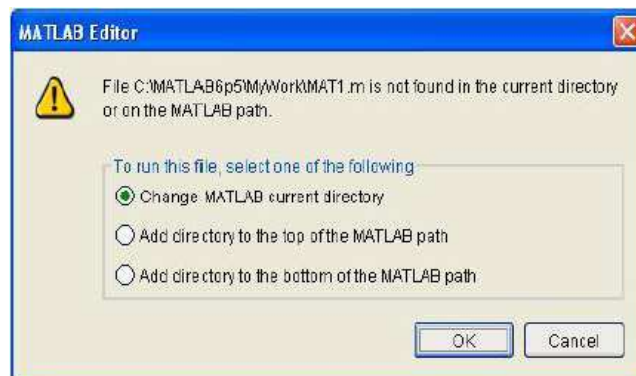 MATLAB Editor
File C:\MATLAB6p5\MyWork\MAT1.m is not found in the current directory
or on the MATLAB path.
To run this file, select one of the following
Change MATLAB current directory
Add directory to the top of the MATLAB path
Add directory to the bottom of the MATLAB path
OK
Cancel